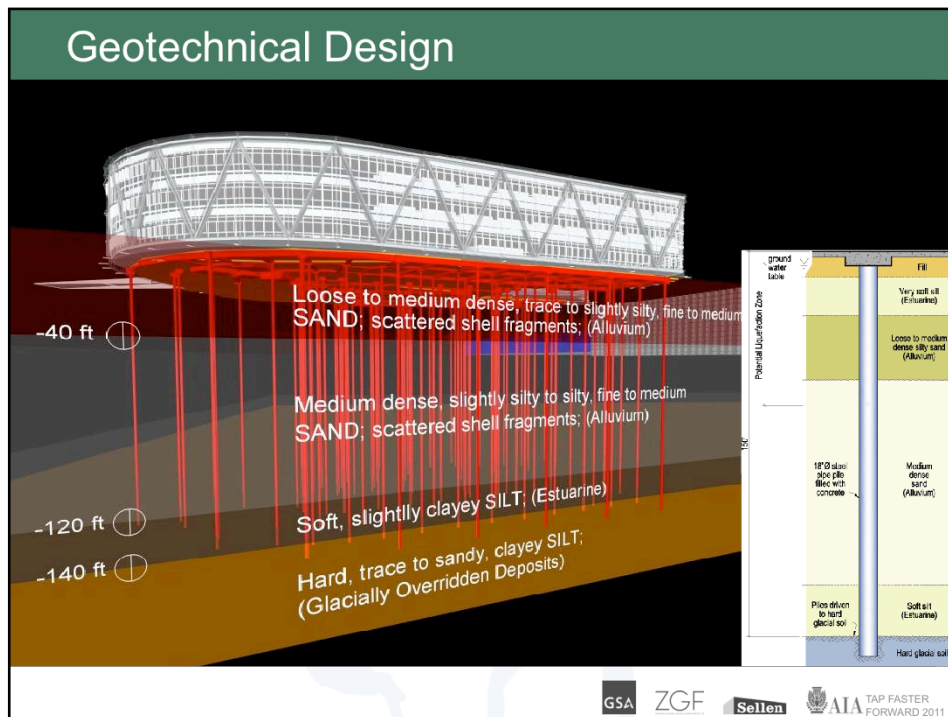 Geotechnical Design
Loose to medium dense, trace to slightly silty, fine to medium
SAND; scattered shell fragments; (Alluvium)
-40 ft
Medium dense, slightly silty to silty, fine to medium
SAND; scattered shell fragments; (Alluvium)
Soft, slightlly clayey SILT; (Estuarine)
-120 ft
Hard, trace to sandy, clayey SILT;
(Glacially Overridden Deposits)
-140 ft
ground
water
table
Fill
Very soft silt
(Estuarine)
Potential Liquefaction Zone
Loose to medium
dense silty sand
(Alluvium)
150'
18"Ø steel
pipe pile
filled with
concrete
Medium
dense
sand
(Alluvium)
Piles driven
to hard
glacial soil
Soft silt
(Estuarine)
Hard glacial soil
GSA
ZGF
Sellen
AIA
TAP FASTER
FORWARD 2011